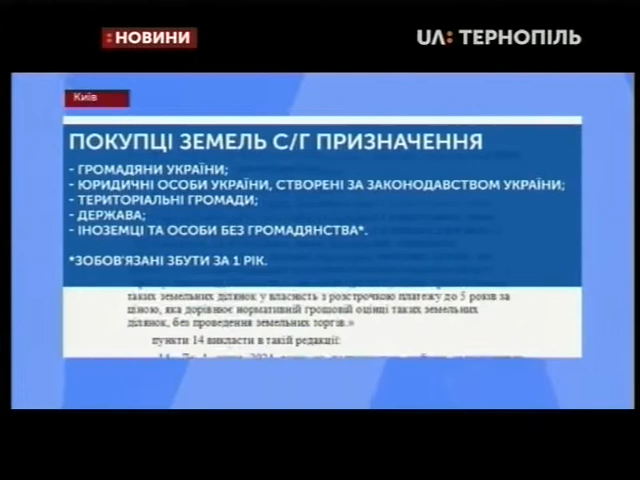 :НОВИНИ
UA: ТЕРНОПІЛЬ
Київ
ПОКУПЦІ ЗЕМЕЛЬ С/Г ПРИЗНАЧЕННЯ
- ГРОМАДЯНИ УКРАЇНИ;
- ЮРИДИЧНІ ОСОБИ УКРАЇНИ, СТВОРЕНІ ЗА ЗАКОНОДАВСТВОМ УКРАЇНИ;
- ТЕРИТОРІАЛЬНІ ГРОМАДИ;
- ДЕРЖАВА;
- ІНОЗЕМЦІ ТА ОСОБИ БЕЗ ГРОМАДЯНСТВА*.
*ЗОБОВ'ЯЗАНІ ЗБУТИ ЗА 1 РІК.
таких земельних ділянок у власність з розстрочкою платежу до 5 років за
ціною, яка дорівнює нормативній грошовій оцінці таких земельних
ділянок, без проведення земельних торгів.»
пункти 14 викласти в такій редакції: